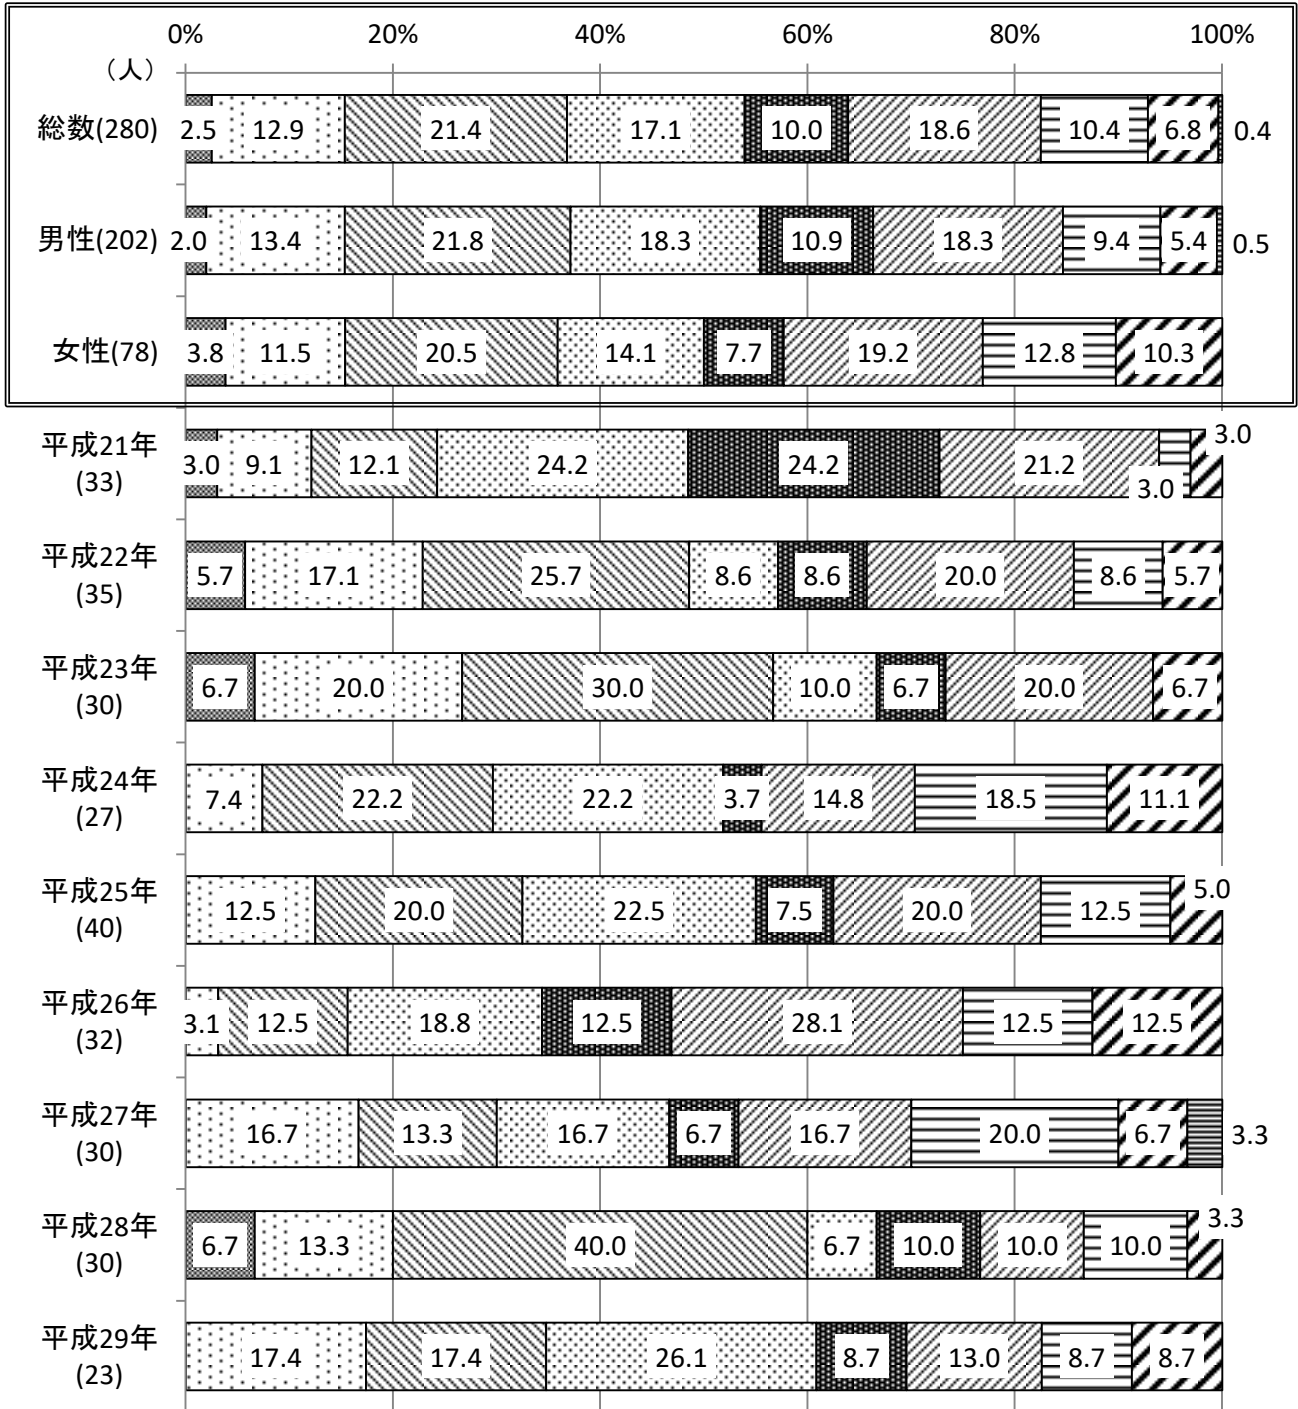 0% 20% 40% 60% 80% 100%
（人）
総数(280) 2.5 12.9 21.4 17.1 10.0 18.6 10.4 6.8 0.4
男性(202) 2.0 13.4 21.8 18.3 10.9 18.3 9.4 5.4 0.5
女性(78) 3.8 11.5 20.5 14.1 7.7 19.2 12.8 10.3
平成21年
(33)
3.0 9.1 12.1 24.2 24.2 21.2 3.0 3.0
平成22年
(35)
5.7 17.1 25.7 8.6 8.6 20.0 8.6 5.7
平成23年
(30)
6.7 20.0 30.0 10.0 6.7 20.0 6.7
平成24年
(27)
7.4 22.2 22.2 3.7 14.8 18.5 11.1
平成25年
(40)
12.5 20.0 22.5 7.5 20.0 12.5 5.0
平成26年
(32)
3.1 12.5 18.8 12.5 28.1 12.5 12.5
平成27年
(30)
16.7 13.3 16.7 6.7 16.7 20.0 6.7 3.3
平成28年
(30)
6.7 13.3 40.0 6.7 10.0 10.0 10.0 3.3
平成29年
(23)
17.4 17.4 26.1 8.7 13.0 8.7 8.7